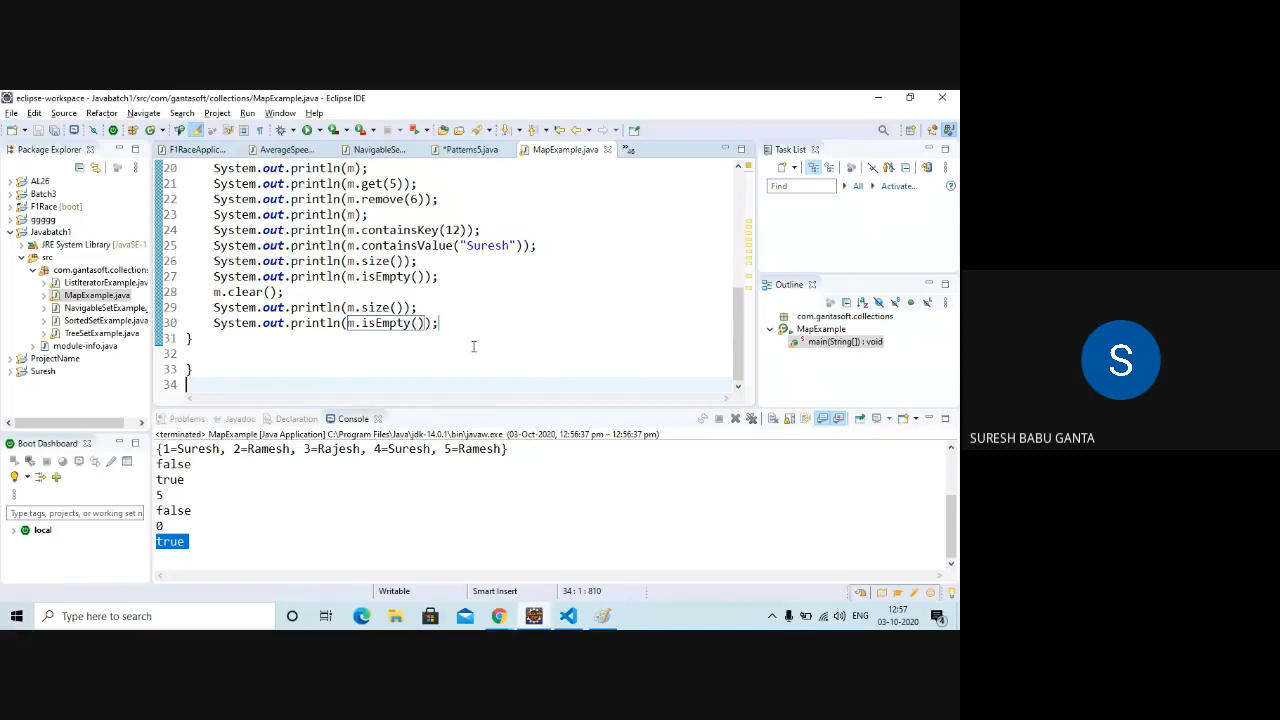 eclipse-workspace - Javabatch1/src/com/gantasoft/collections/MapExample.java - Eclipse IDE
File Edit Source Refactor Navigate Search Project Run Window Help
Package Explorer
F1RaceApplic...
AverageSpee...
NavigableSe...
*Patterns5.java
MapExample.java
»46
Task List
AL26
Batch3
F1Race [boot]
ggggg
Javabatch1
JRE System Library [JavaSE-1
src
com.gantasoft.collections
ListIteratorExample.java
MapExample.java
NavigableSetExample.
SortedSetExample.java
TreeSetExample.java
module-info.java
ProjectName
Suresh
20 System.out.println(m);
21 System.out.println(m.get(5));
22 System.out.println(m.remove(6));
23 System.out.println(m);
24 System.out.println(m.containsKey(12));
25 System.out.println(m.containsValue("Suresh"));
26 System.out.println(m.size());
27 System.out.println(m.isEmpty());
28 m.clear();
29 System.out.println(m.size());
30 System.out.println(m.isEmpty());
31 }
32
33 }
34
Find
All
Activate...
Outline
com.gantasoft.collections
MapExample
main(String[]) : void
Problems Javadoc Declaration Console
<terminated> MapExample [Java Application] C:\Program Files\Java\jdk-14.0.1\bin\javaw.exe (03-Oct-2020, 12:56:37 pm – 12:56:37 pm)
{1=Suresh, 2=Ramesh, 3=Rajesh, 4=Suresh, 5=Ramesh}
false
true
5
false
0
true
Boot Dashboard
Type tags, projects, or working set n
local
Writable
Smart Insert
34 : 1 : 810
Type here to search
ENG
12:57
03-10-2020
4
S
SURESH BABU GANTA